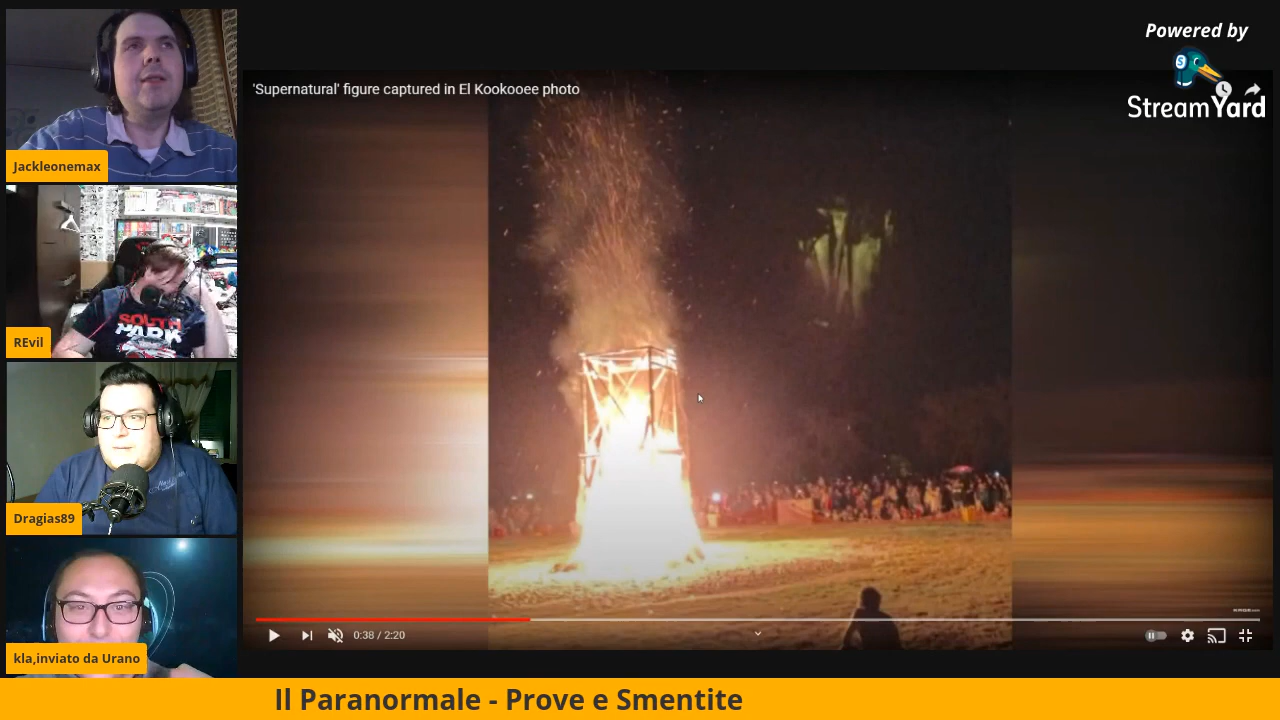 Powered by
StreamYard
'Supernatural' figure captured in El Kookooee photo
Jackleonemax
SOUTH
PARK
REvil
Dragias89
kla,inviato da Urano
0:38 / 2:20
Il Paranormale - Prove e Smentite